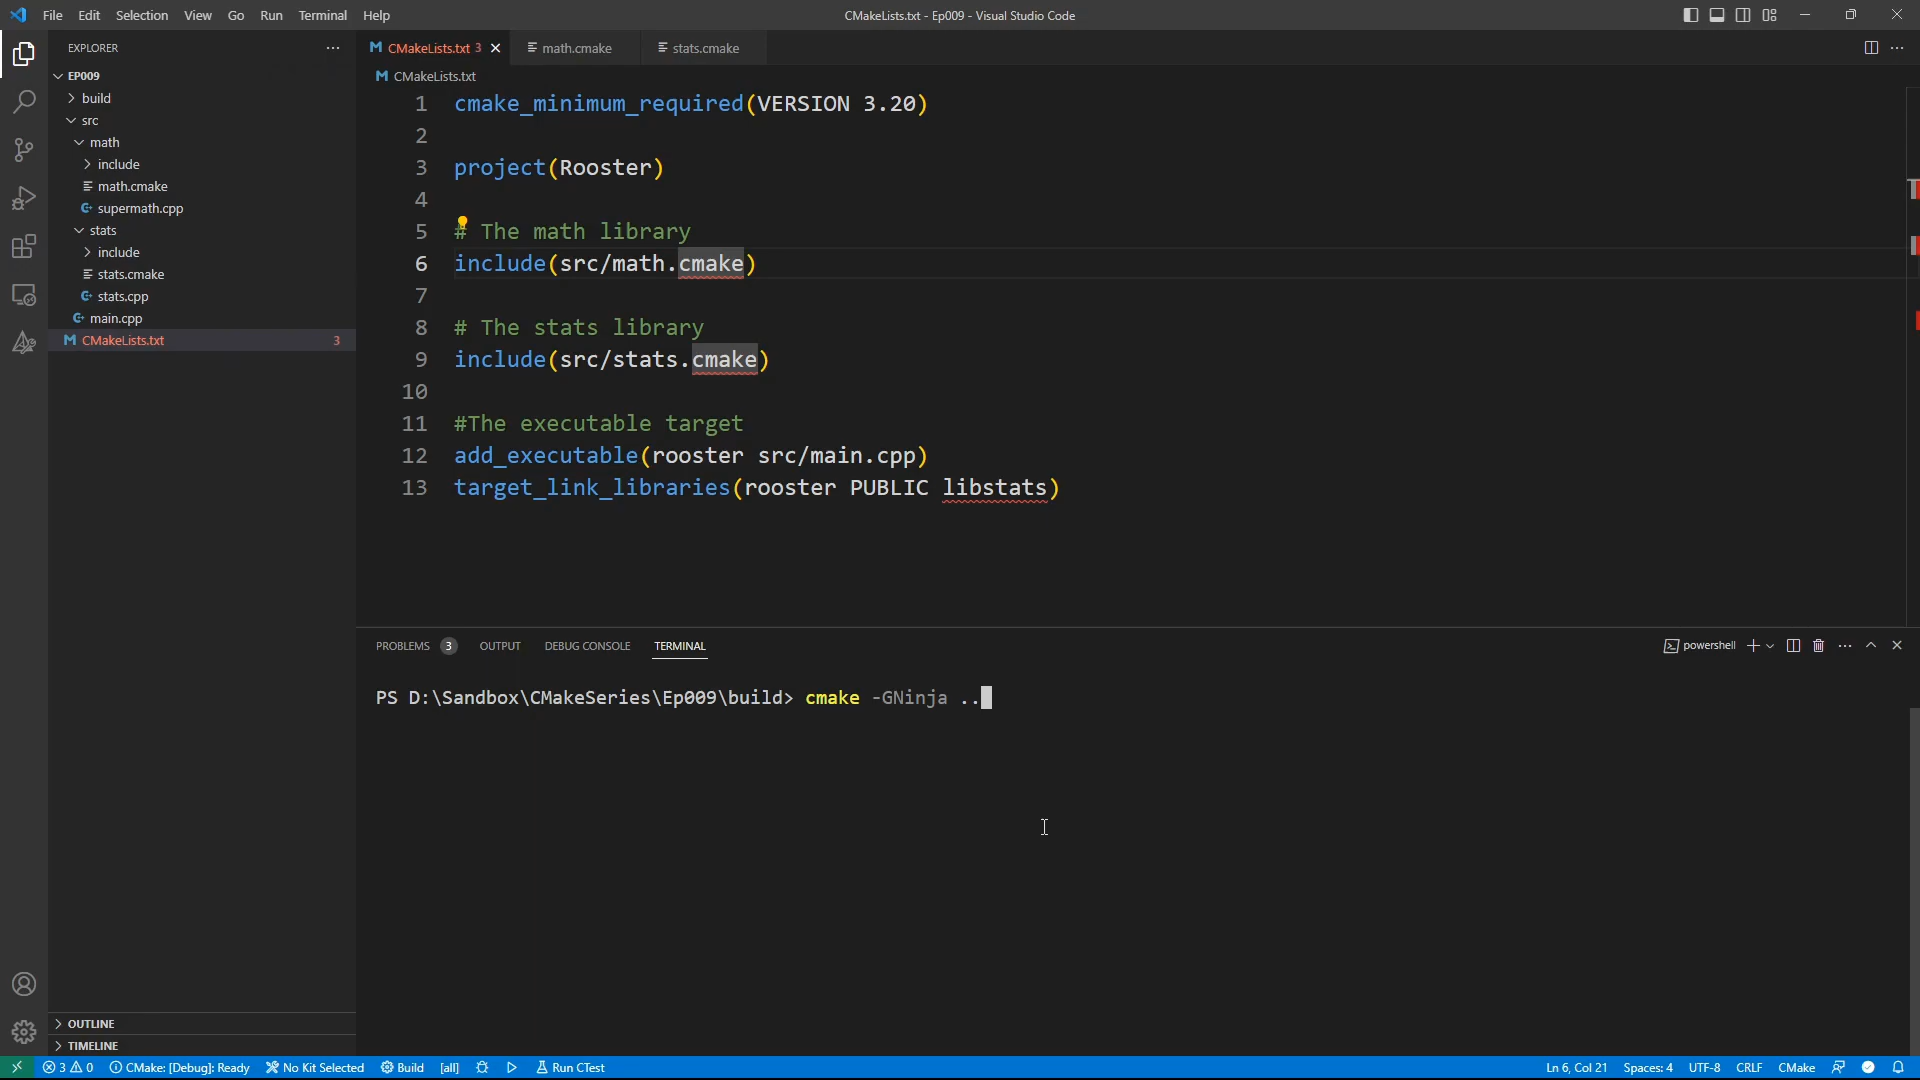 File Edit Selection View Go Run Terminal Help
CMakeLists.txt - Ep009 - Visual Studio Code
EXPLORER
EP009
build
src
math
include
math.cmake
supermath.cpp
stats
include
stats.cmake
stats.cpp
main.cpp
CMakeLists.txt 3
OUTLINE
TIMELINE
CMakeLists.txt 3 math.cmake stats.cmake
CMakeLists.txt
1 cmake_minimum_required(VERSION 3.20)
2
3 project(Rooster)
4
5 # The math library
6 include(src/math.cmake)
7
8 # The stats library
9 include(src/stats.cmake)
10
11 #The executable target
12 add_executable(rooster src/main.cpp)
13 target_link_libraries(rooster PUBLIC libstats)
PROBLEMS 3 OUTPUT DEBUG CONSOLE TERMINAL powershell
PS D:\Sandbox\CMakeSeries\Ep009\build> cmake -GNinja ..
3 0 CMake: [Debug]: Ready No Kit Selected Build [all] Run CTest Ln 6, Col 21 Spaces: 4 UTF-8 CRLF CMake